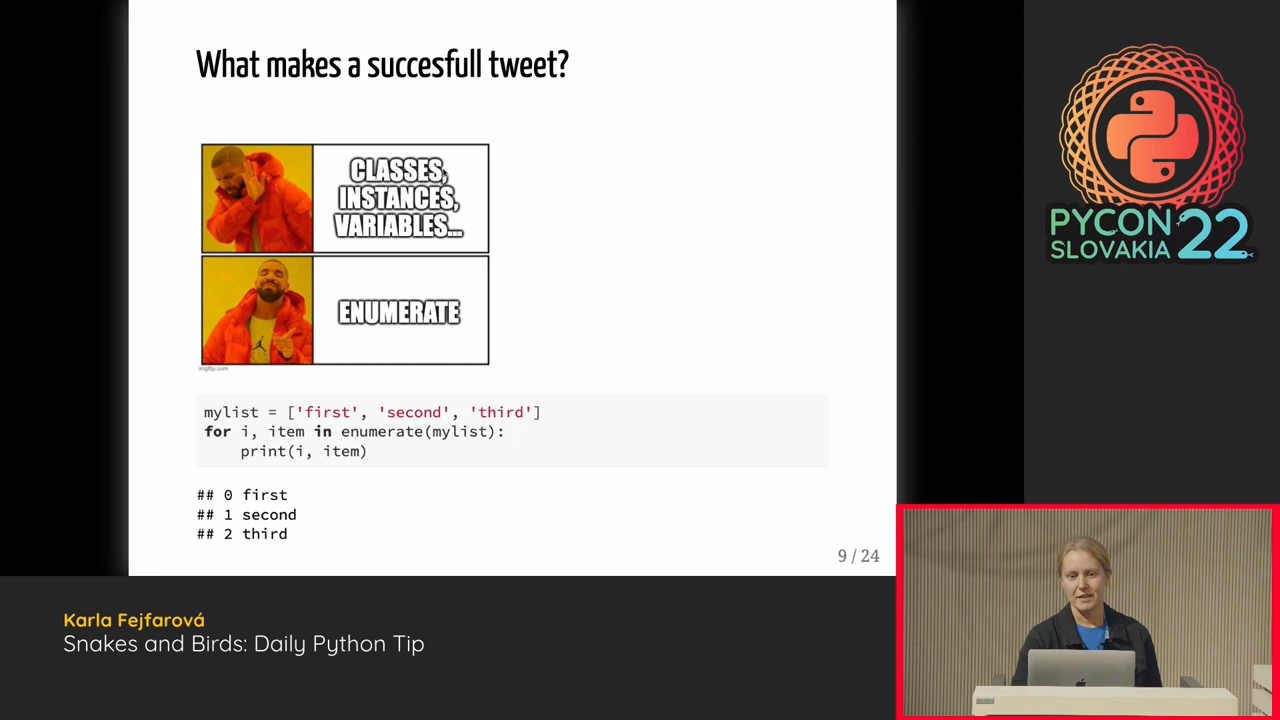 What makes a succesfull tweet?
CLASSES,
INSTANCES,
VARIABLES...
ENUMERATE
imgflip.com
mylist = ['first', 'second', 'third']
for i, item in enumerate(mylist):
    print(i, item)
## 0 first
## 1 second
## 2 third
9 / 24
PYCON
SLOVAKIA
22
Karla Fejfarová
Snakes and Birds: Daily Python Tip